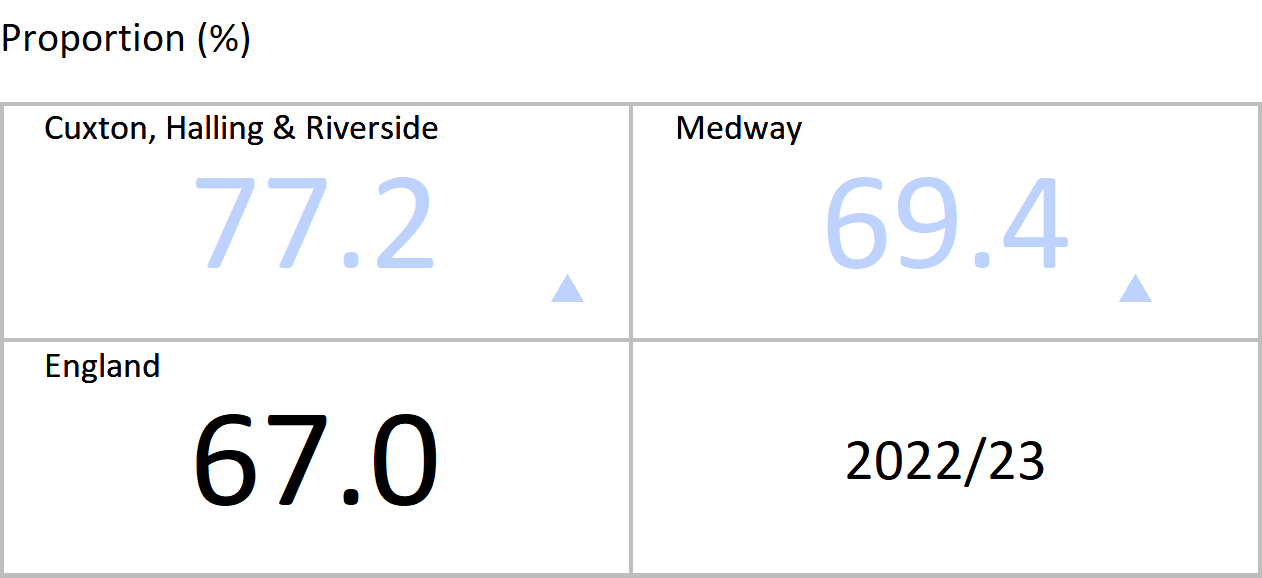 Proportion (%)
Cuxton, Halling & Riverside
77.2
Medway
69.4
England
67.0
2022/23